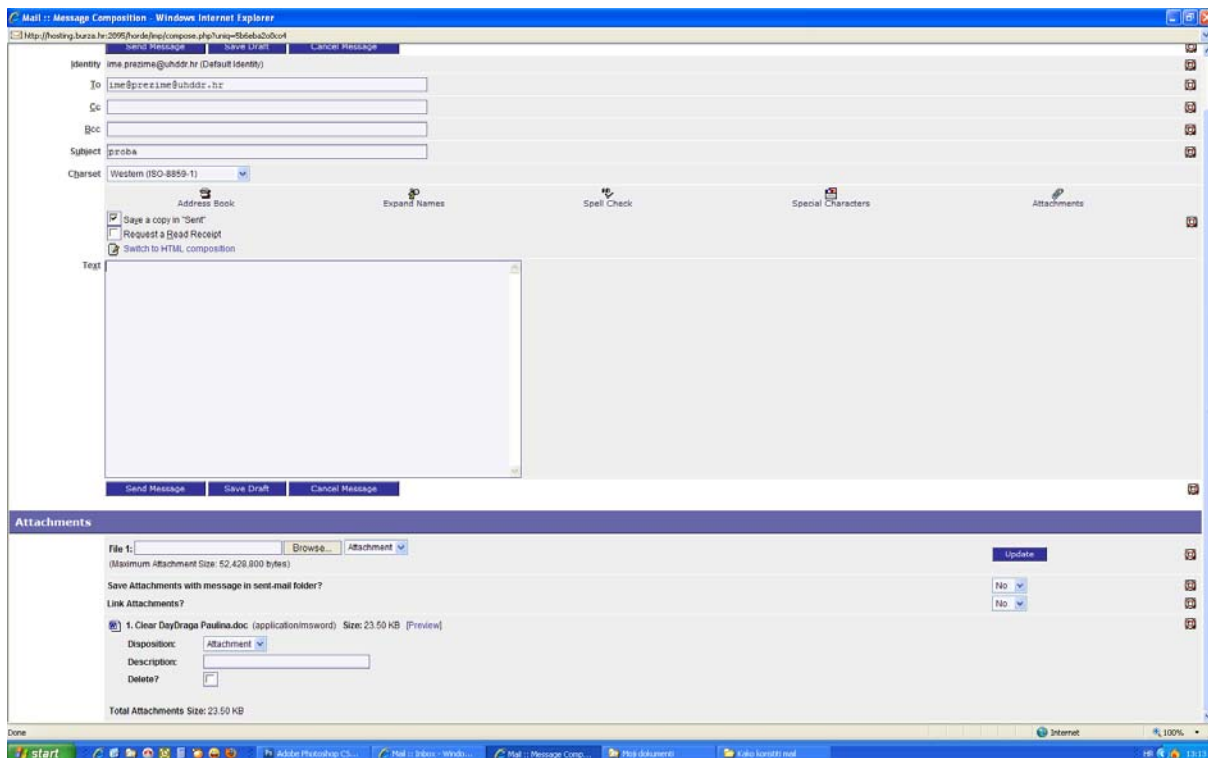 Mail :: Message Composition - Windows Internet Explorer
http://hosting.burza.hr:2095/horde/imp/compose.php?uniq=5b6eba2o8co4
Send Message Save Draft Cancel Message
Identity ime.prezime@uhddr.hr (Default Identity)
To ime@prezime@uhddr.hr
Cc
Bcc
Subject proba
Charset Western (ISO-8859-1)
Address Book Expand Names Spell Check Special Characters Attachments
Save a copy in "Sent"
Request a Read Receipt
Switch to HTML composition
Text
Send Message Save Draft Cancel Message
Attachments
File 1: Browse... Attachment Update
(Maximum Attachment Size: 52,428,800 bytes)
Save Attachments with message in sent-mail folder? No
Link Attachments? No
1. Clear DayDraga Paulina.doc (application/msword) Size: 23.50 KB [Preview]
Disposition: Attachment
Description:
Delete?
Total Attachments Size: 23.50 KB
Done Internet 100%
start Adobe Photoshop CS... Mail :: Inbox - Windo... Mail :: Message Comp... Moji dokumenti Kako koristiti mail HR 13:13